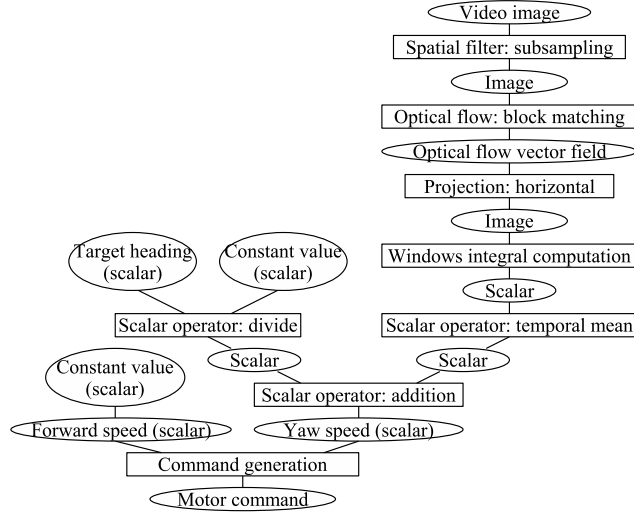 Video image
Spatial filter: subsampling
Image
Optical flow: block matching
Optical flow vector field
Projection: horizontal
Image
Target heading
(scalar)
Constant value
(scalar)
Windows integral computation
Scalar
Scalar operator: divide
Scalar operator: temporal mean
Scalar
Scalar
Constant value
(scalar)
Scalar operator: addition
Forward speed (scalar)
Yaw speed (scalar)
Command generation
Motor command